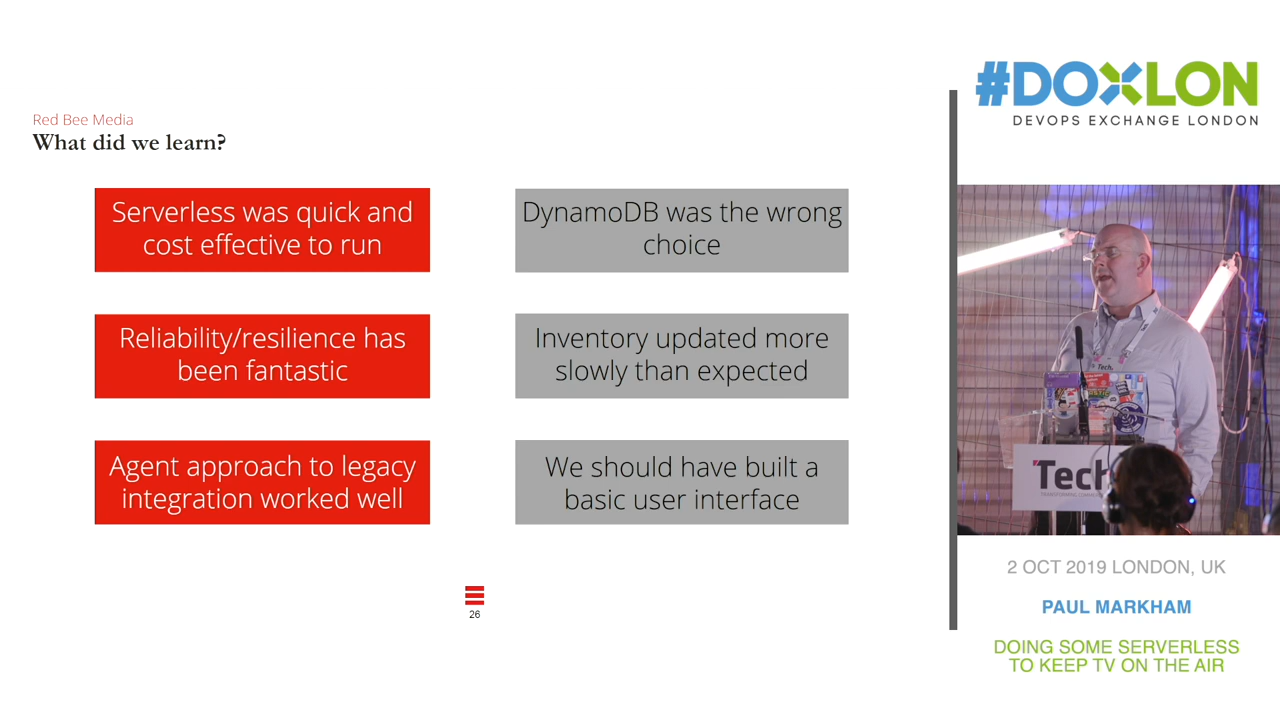 Red Bee Media
What did we learn?
Serverless was quick and
cost effective to run
Reliability/resilience has
been fantastic
Agent approach to legacy
integration worked well
DynamoDB was the wrong
choice
Inventory updated more
slowly than expected
We should have built a
basic user interface
26
#DOXLON
DEVOPS EXCHANGE LONDON
Tech.
Tech
2 OCT 2019 LONDON, UK
PAUL MARKHAM
DOING SOME SERVERLESS
TO KEEP TV ON THE AIR